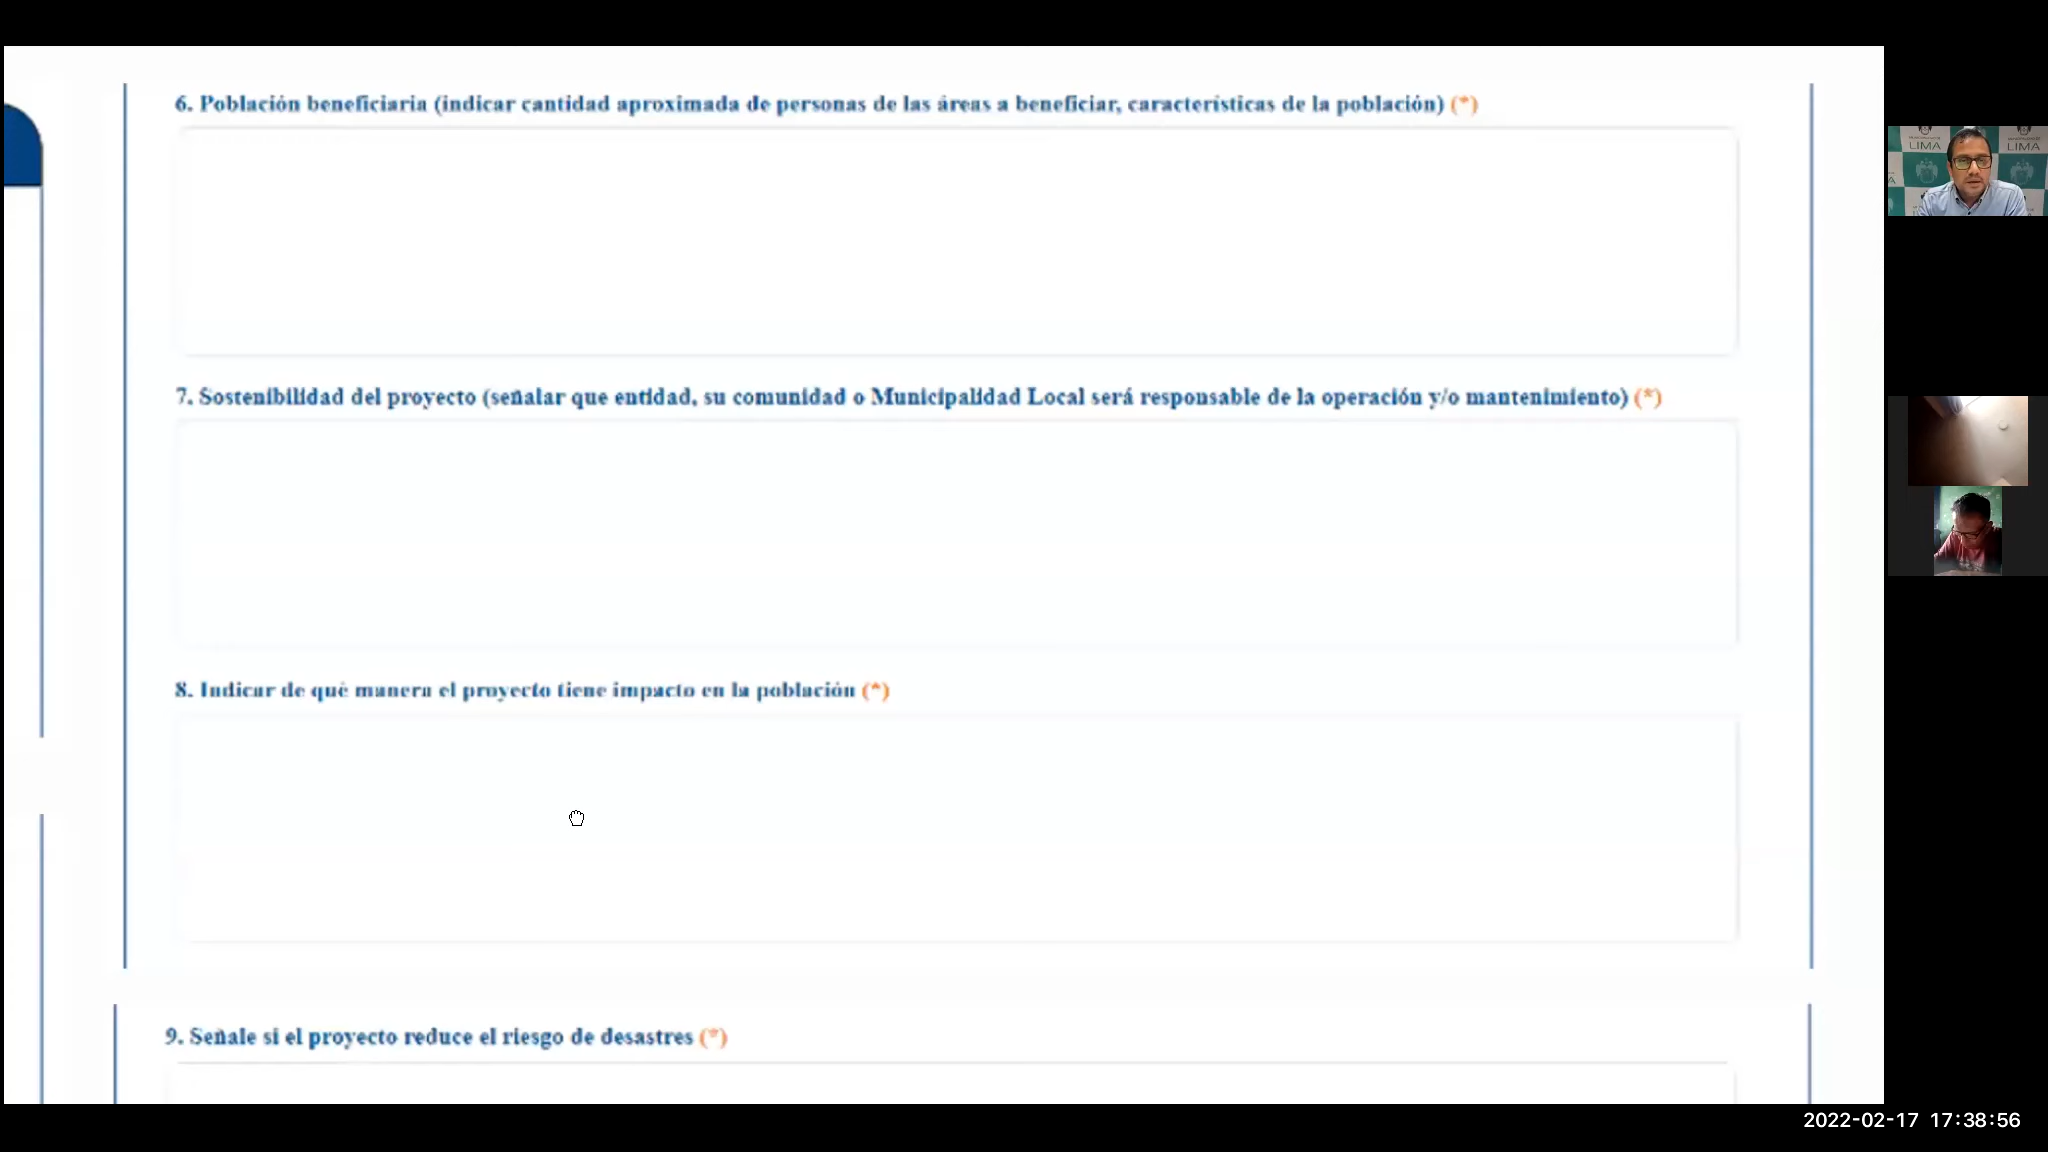 6. Población beneficiaria (indicar cantidad aproximada de personas de las áreas a beneficiar, características de la población) (*)
7. Sostenibilidad del proyecto (señalar que entidad, su comunidad o Municipalidad Local será responsable de la operación y/o mantenimiento) (*)
8. Indicar de qué manera el proyecto tiene impacto en la población (*)
9. Señale si el proyecto reduce el riesgo de desastres (*)
LIMA
LIMA
2022-02-17 17:38:56